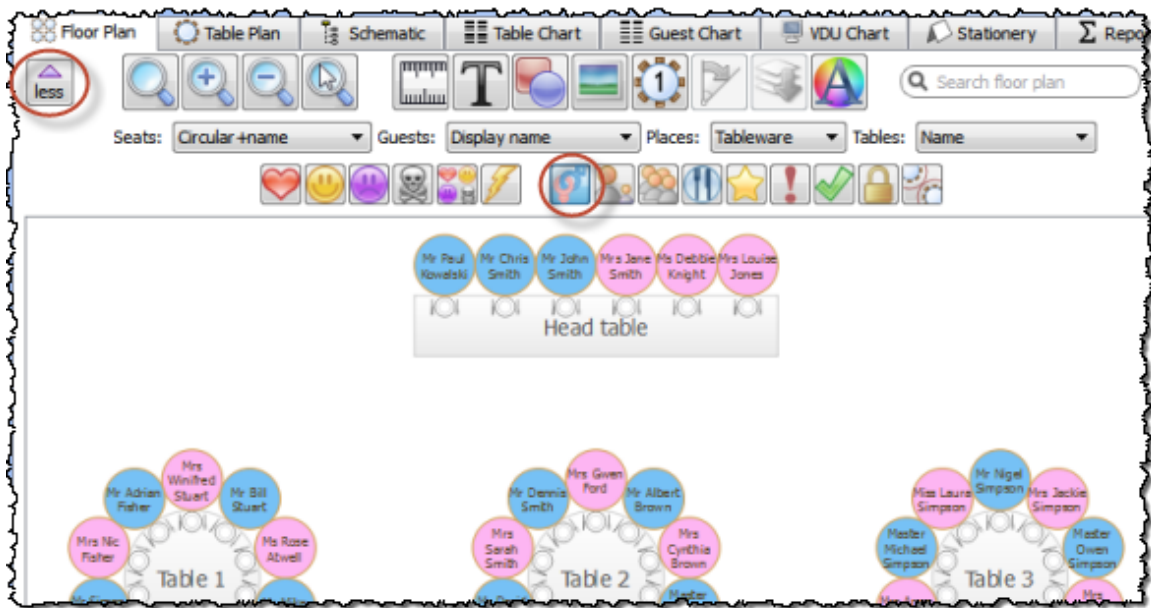 Floor Plan
Table Plan
Schematic
Table Chart
Guest Chart
VDU Chart
Stationery
Σ Repo
less
T
1
A
Search floor plan
Seats: Circular +name Guests: Display name Places: Tableware Tables: Name
Mr Paul
Kowalski
Mr Chris
Smith
Mr John
Smith
Mrs Jane
Smith
Ms Debbie
Knight
Mrs Louise
Jones
Head table
Mrs Nic
Fisher
Mr Adrian
Fisher
Mrs
Winifred
Stuart
Mr Bill
Stuart
Ms Rose
Atwell
Table 1
Mrs
Sarah
Smith
Mr Dennis
Smith
Mrs Gwen
Ford
Mr Albert
Brown
Mrs
Cynthia
Brown
Table 2
Master
Master
Michael
Simpson
Miss Laura
Simpson
Mr Nigel
Simpson
Mrs Jackie
Simpson
Master
Owen
Simpson
Table 3
Mrs